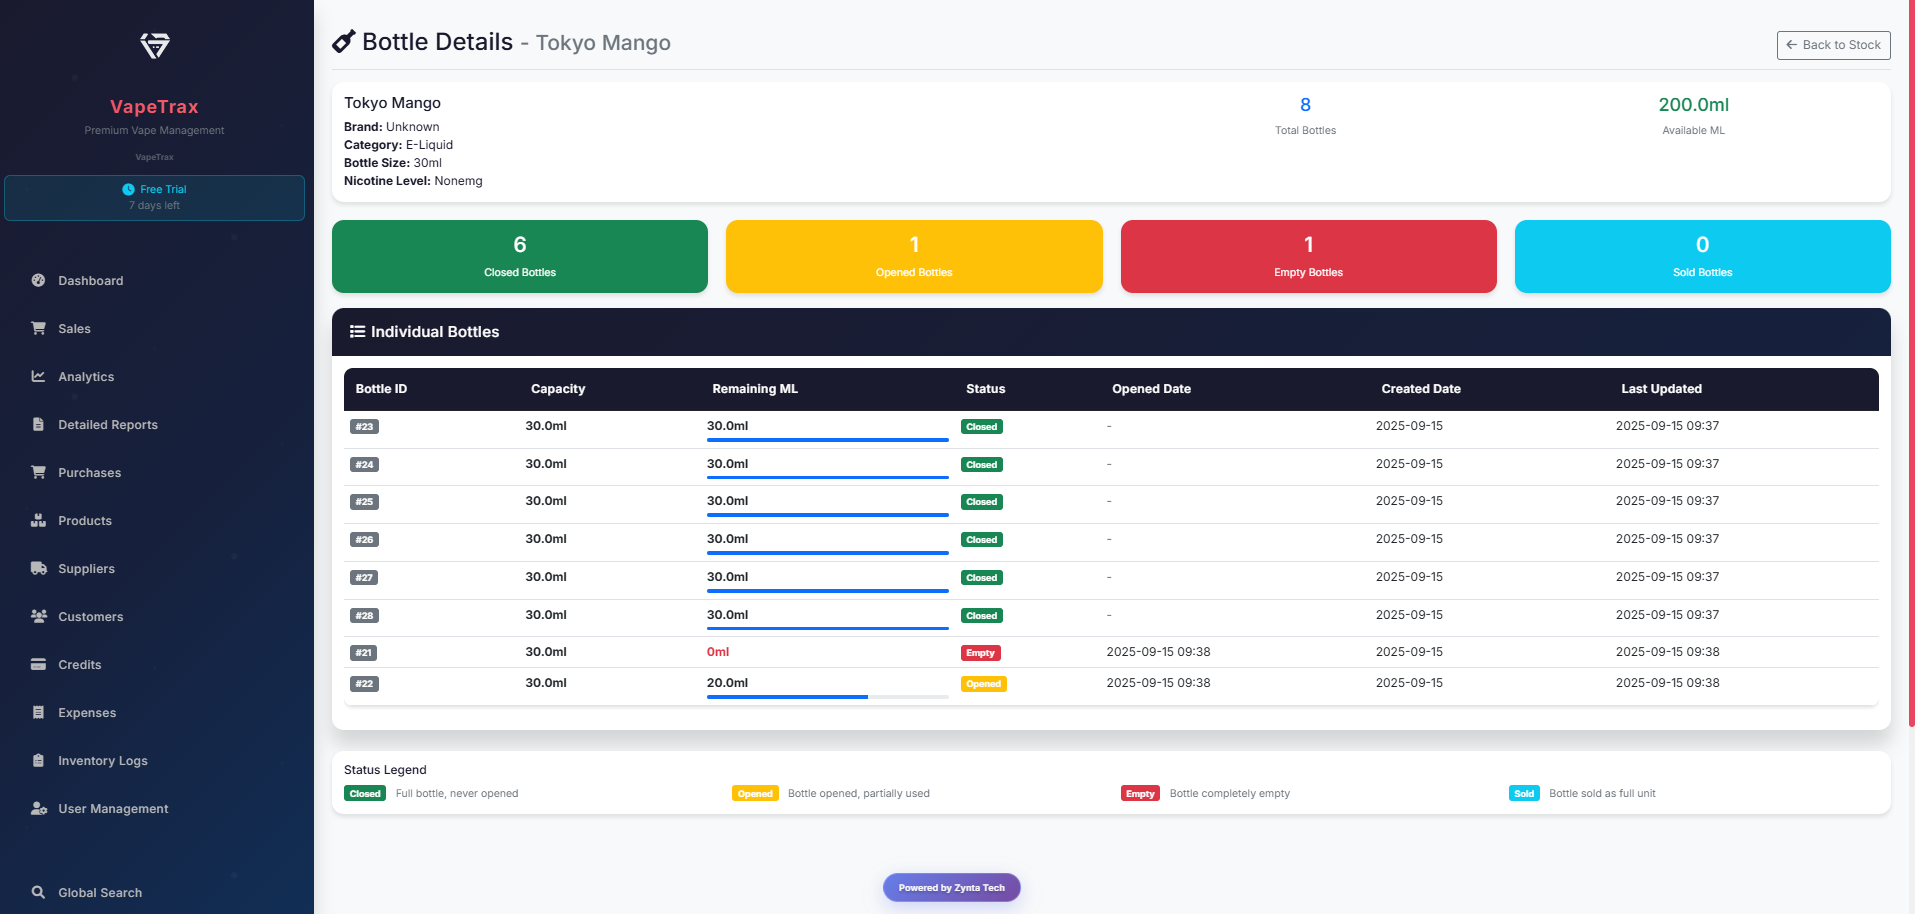 VapeTrax
Premium Vape Management
VapeTrax
Free Trial
7 days left
Dashboard
Sales
Analytics
Detailed Reports
Purchases
Products
Suppliers
Customers
Credits
Expenses
Inventory Logs
User Management
Global Search
Bottle Details - Tokyo Mango
Back to Stock
Tokyo Mango
Brand: Unknown
Category: E-Liquid
Bottle Size: 30ml
Nicotine Level: Nonemg
8
Total Bottles
200.0ml
Available ML
6
Closed Bottles
1
Opened Bottles
1
Empty Bottles
0
Sold Bottles
Individual Bottles
Bottle ID Capacity Remaining ML Status Opened Date Created Date Last Updated
#23 30.0ml 30.0ml Closed - 2025-09-15 2025-09-15 09:37
#24 30.0ml 30.0ml Closed - 2025-09-15 2025-09-15 09:37
#25 30.0ml 30.0ml Closed - 2025-09-15 2025-09-15 09:37
#26 30.0ml 30.0ml Closed - 2025-09-15 2025-09-15 09:37
#27 30.0ml 30.0ml Closed - 2025-09-15 2025-09-15 09:37
#28 30.0ml 30.0ml Closed - 2025-09-15 2025-09-15 09:37
#21 30.0ml 0ml Empty 2025-09-15 09:38 2025-09-15 2025-09-15 09:38
#22 30.0ml 20.0ml Opened 2025-09-15 09:38 2025-09-15 2025-09-15 09:38
Status Legend
Closed Full bottle, never opened
Opened Bottle opened, partially used
Empty Bottle completely empty
Sold Bottle sold as full unit
Powered by Zynta Tech